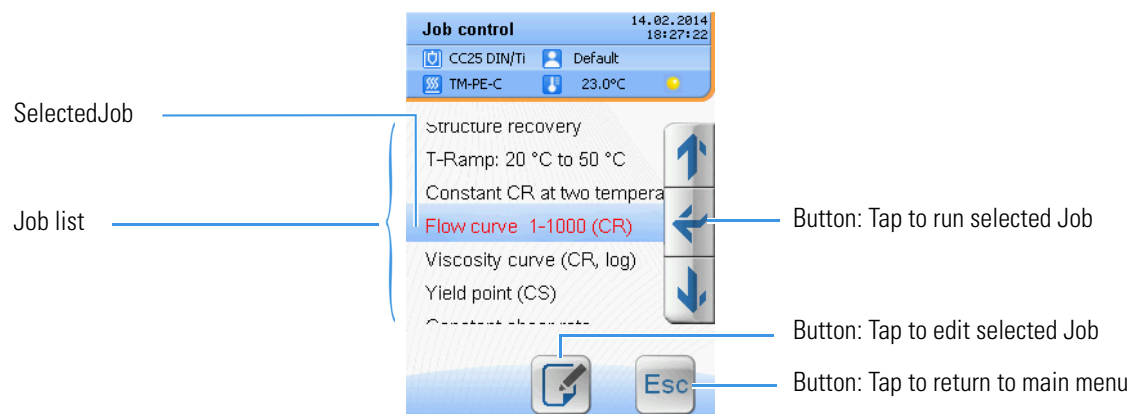 Job control
14.02.2014
18:27:22
CC25 DIN/Ti
Default
TM-PE-C
23.0°C
SelectedJob
Job list
Structure recovery
T-Ramp: 20 °C to 50 °C
Constant CR at two tempera
Flow curve 1-1000 (CR)
Viscosity curve (CR, log)
Yield point (CS)
Constant shear rate
Esc
Button: Tap to run selected Job
Button: Tap to edit selected Job
Button: Tap to return to main menu